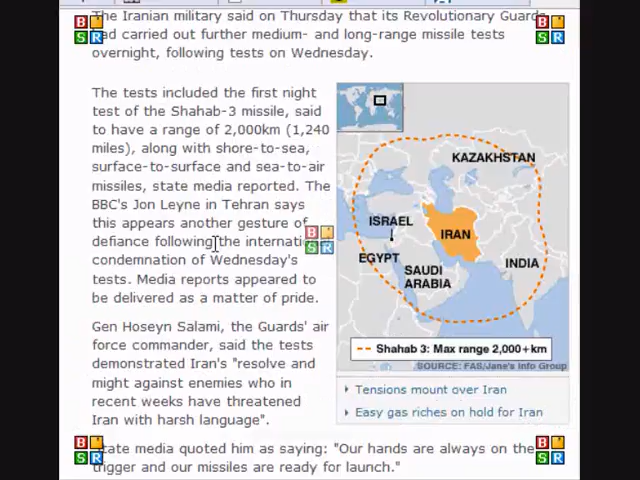 The Iranian military said on Thursday that its Revolutionary Guards
had carried out further medium- and long-range missile tests
overnight, following tests on Wednesday.
The tests included the first night
test of the Shahab-3 missile, said
to have a range of 2,000km (1,240
miles), along with shore-to-sea,
surface-to-surface and sea-to-air
missiles, state media reported. The
BBC's Jon Leyne in Tehran says
this appears another gesture of
defiance following the internati
condemnation of Wednesday's
tests. Media reports appeared to
be delivered as a matter of pride.
Gen Hoseyn Salami, the Guards' air
force commander, said the tests
demonstrated Iran's "resolve and
might against enemies who in
recent weeks have threatened
Iran with harsh language".
State media quoted him as saying: "Our hands are always on the
trigger and our missiles are ready for launch."
KAZAKHSTAN
ISRAEL
IRAN
EGYPT
SAUDI
ARABIA
INDIA
Shahab 3: Max range 2,000+km
SOURCE: FAS/Jane's Info Group
Tensions mount over Iran
Easy gas riches on hold for Iran
B
S R
B
S R
B
S R
B
S R
B
S R